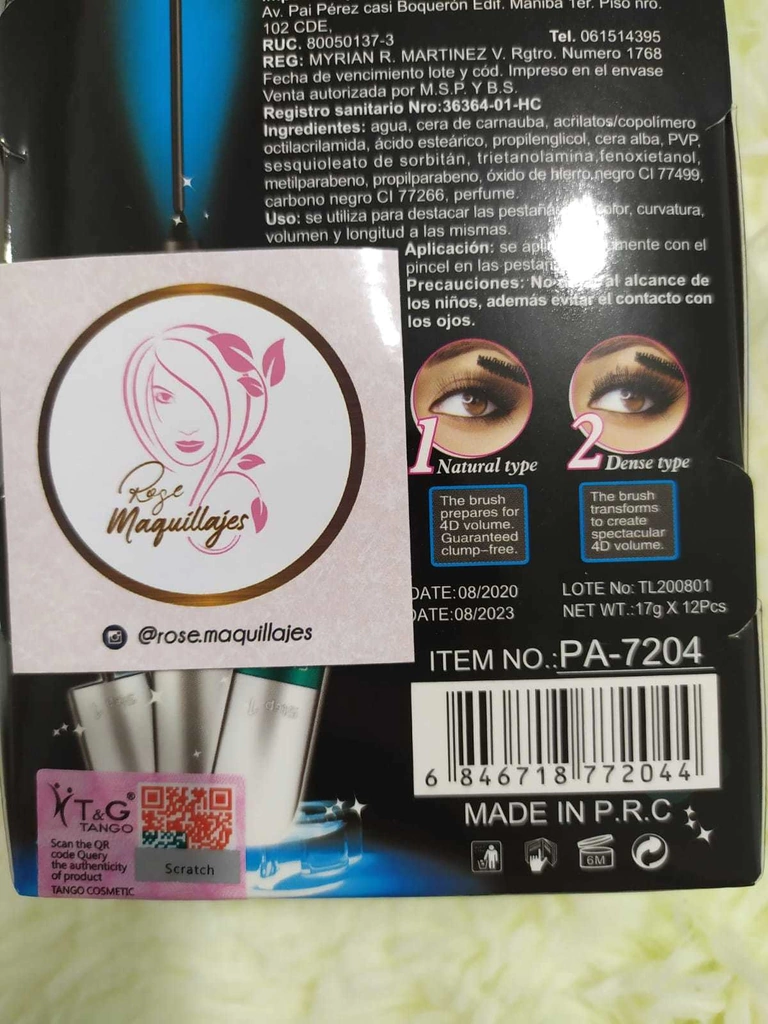 Av. Pai Pérez casi Boquerón Edif. Maniba 1er. Piso nro.
102 CDE,
RUC. 80050137-3 Tel. 061514395
REG: MYRIAN R. MARTINEZ V. Rgtro. Numero 1768
Fecha de vencimiento lote y cód. Impreso en el envase
Venta autorizada por M.S.P. Y B.S.
Registro sanitario Nro:36364-01-HC
Ingredientes: agua, cera de carnauba, acrilatos/copolímero
octilacrilamida, ácido esteárico, propilenglicol, cera alba, PVP,
sesquioleato de sorbitán, trietanolamina,fenoxietanol,
metilparabeno, propilparabeno, óxido de hierro,negro CI 77499,
carbono negro CI 77266, perfume.
Uso: se utiliza para destacar las curvatura,
volumen y longitud a las mismas.
Aplicación: se con el
pincel en las
Precauciones: al alcance de
los niños, además evitar el contacto con
los ojos.
Rose
Maquillajes
@rose.maquillajes
1 Natural type
2 Dense type
The brush
prepares for
4D volume.
Guaranteed
clump-free.
The brush
transforms
to create
spectacular
4D volume.
DATE:08/2020
DATE:08/2023
LOTE No: TL200801
NET WT.:17g X 12Pcs
ITEM NO.:PA-7204
6 846718 772044
MADE IN P.R.C
6M
T&G®
TANGO
Scan the QR
code Query
the authenticity
of product
TANGO COSMETIC
Scratch